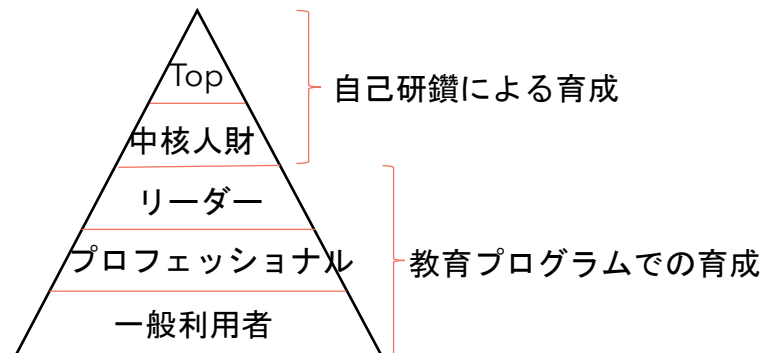 Top
自己研鑽による育成
中核人財
リーダー
プロフェッショナル
教育プログラムでの育成
一般利用者